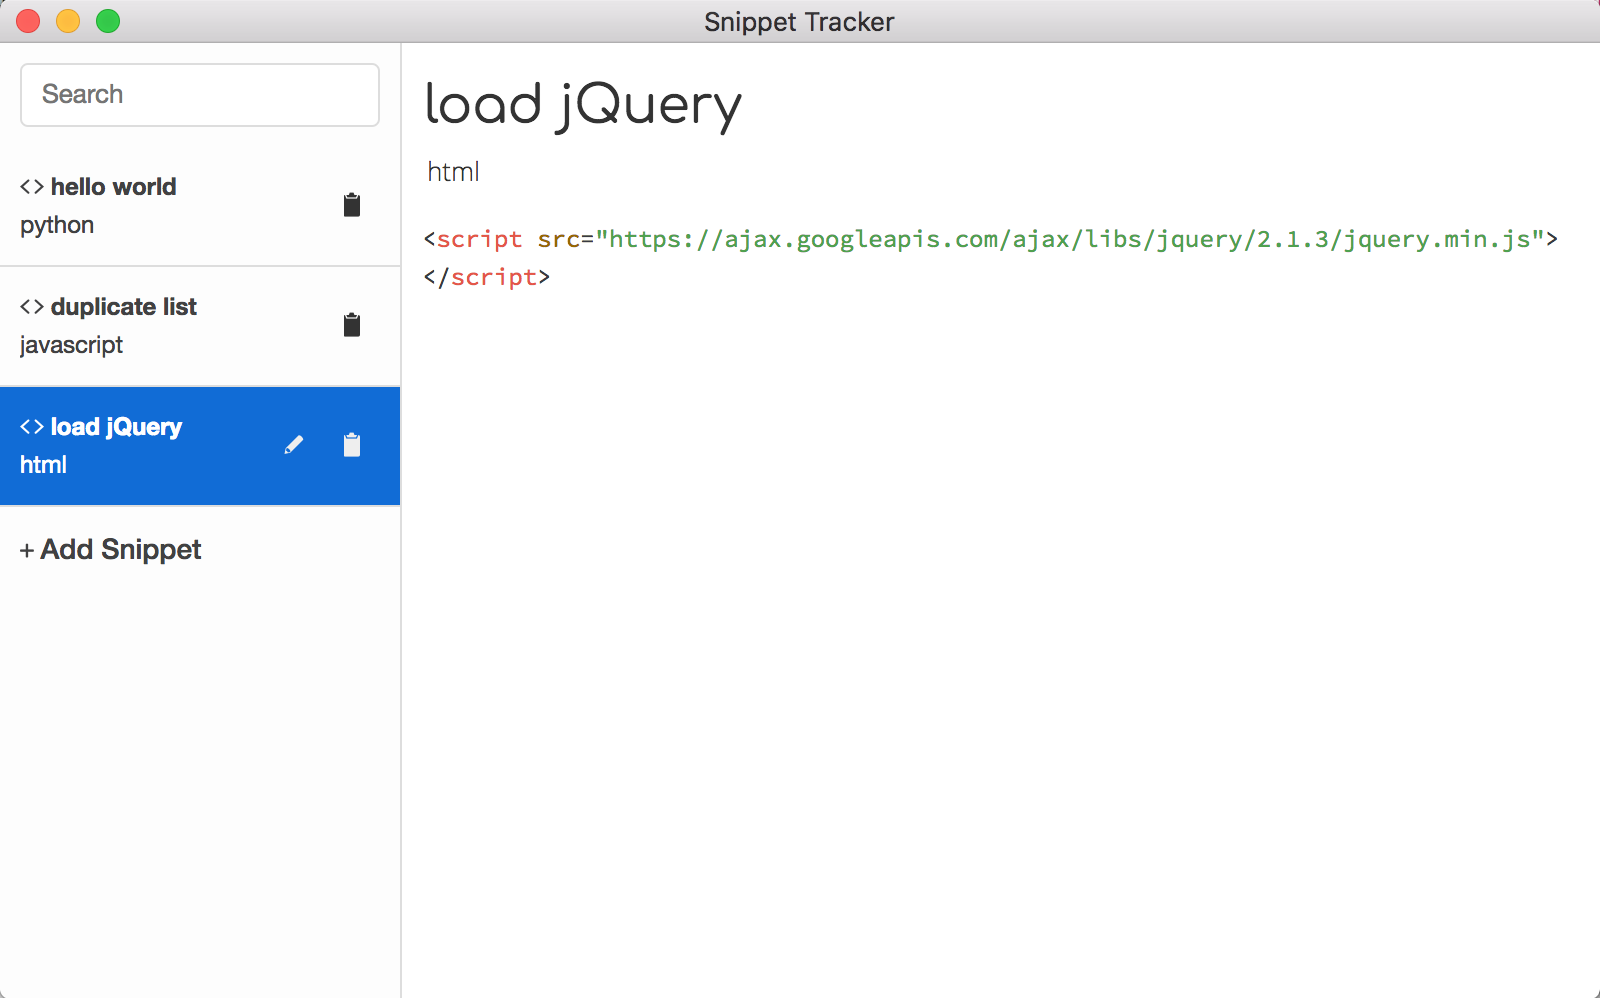 Snippet Tracker
Search
<> hello world
python
<> duplicate list
javascript
<> load jQuery
html
+ Add Snippet
load jQuery
html
<script src="https://ajax.googleapis.com/ajax/libs/jquery/2.1.3/jquery.min.js">
</script>